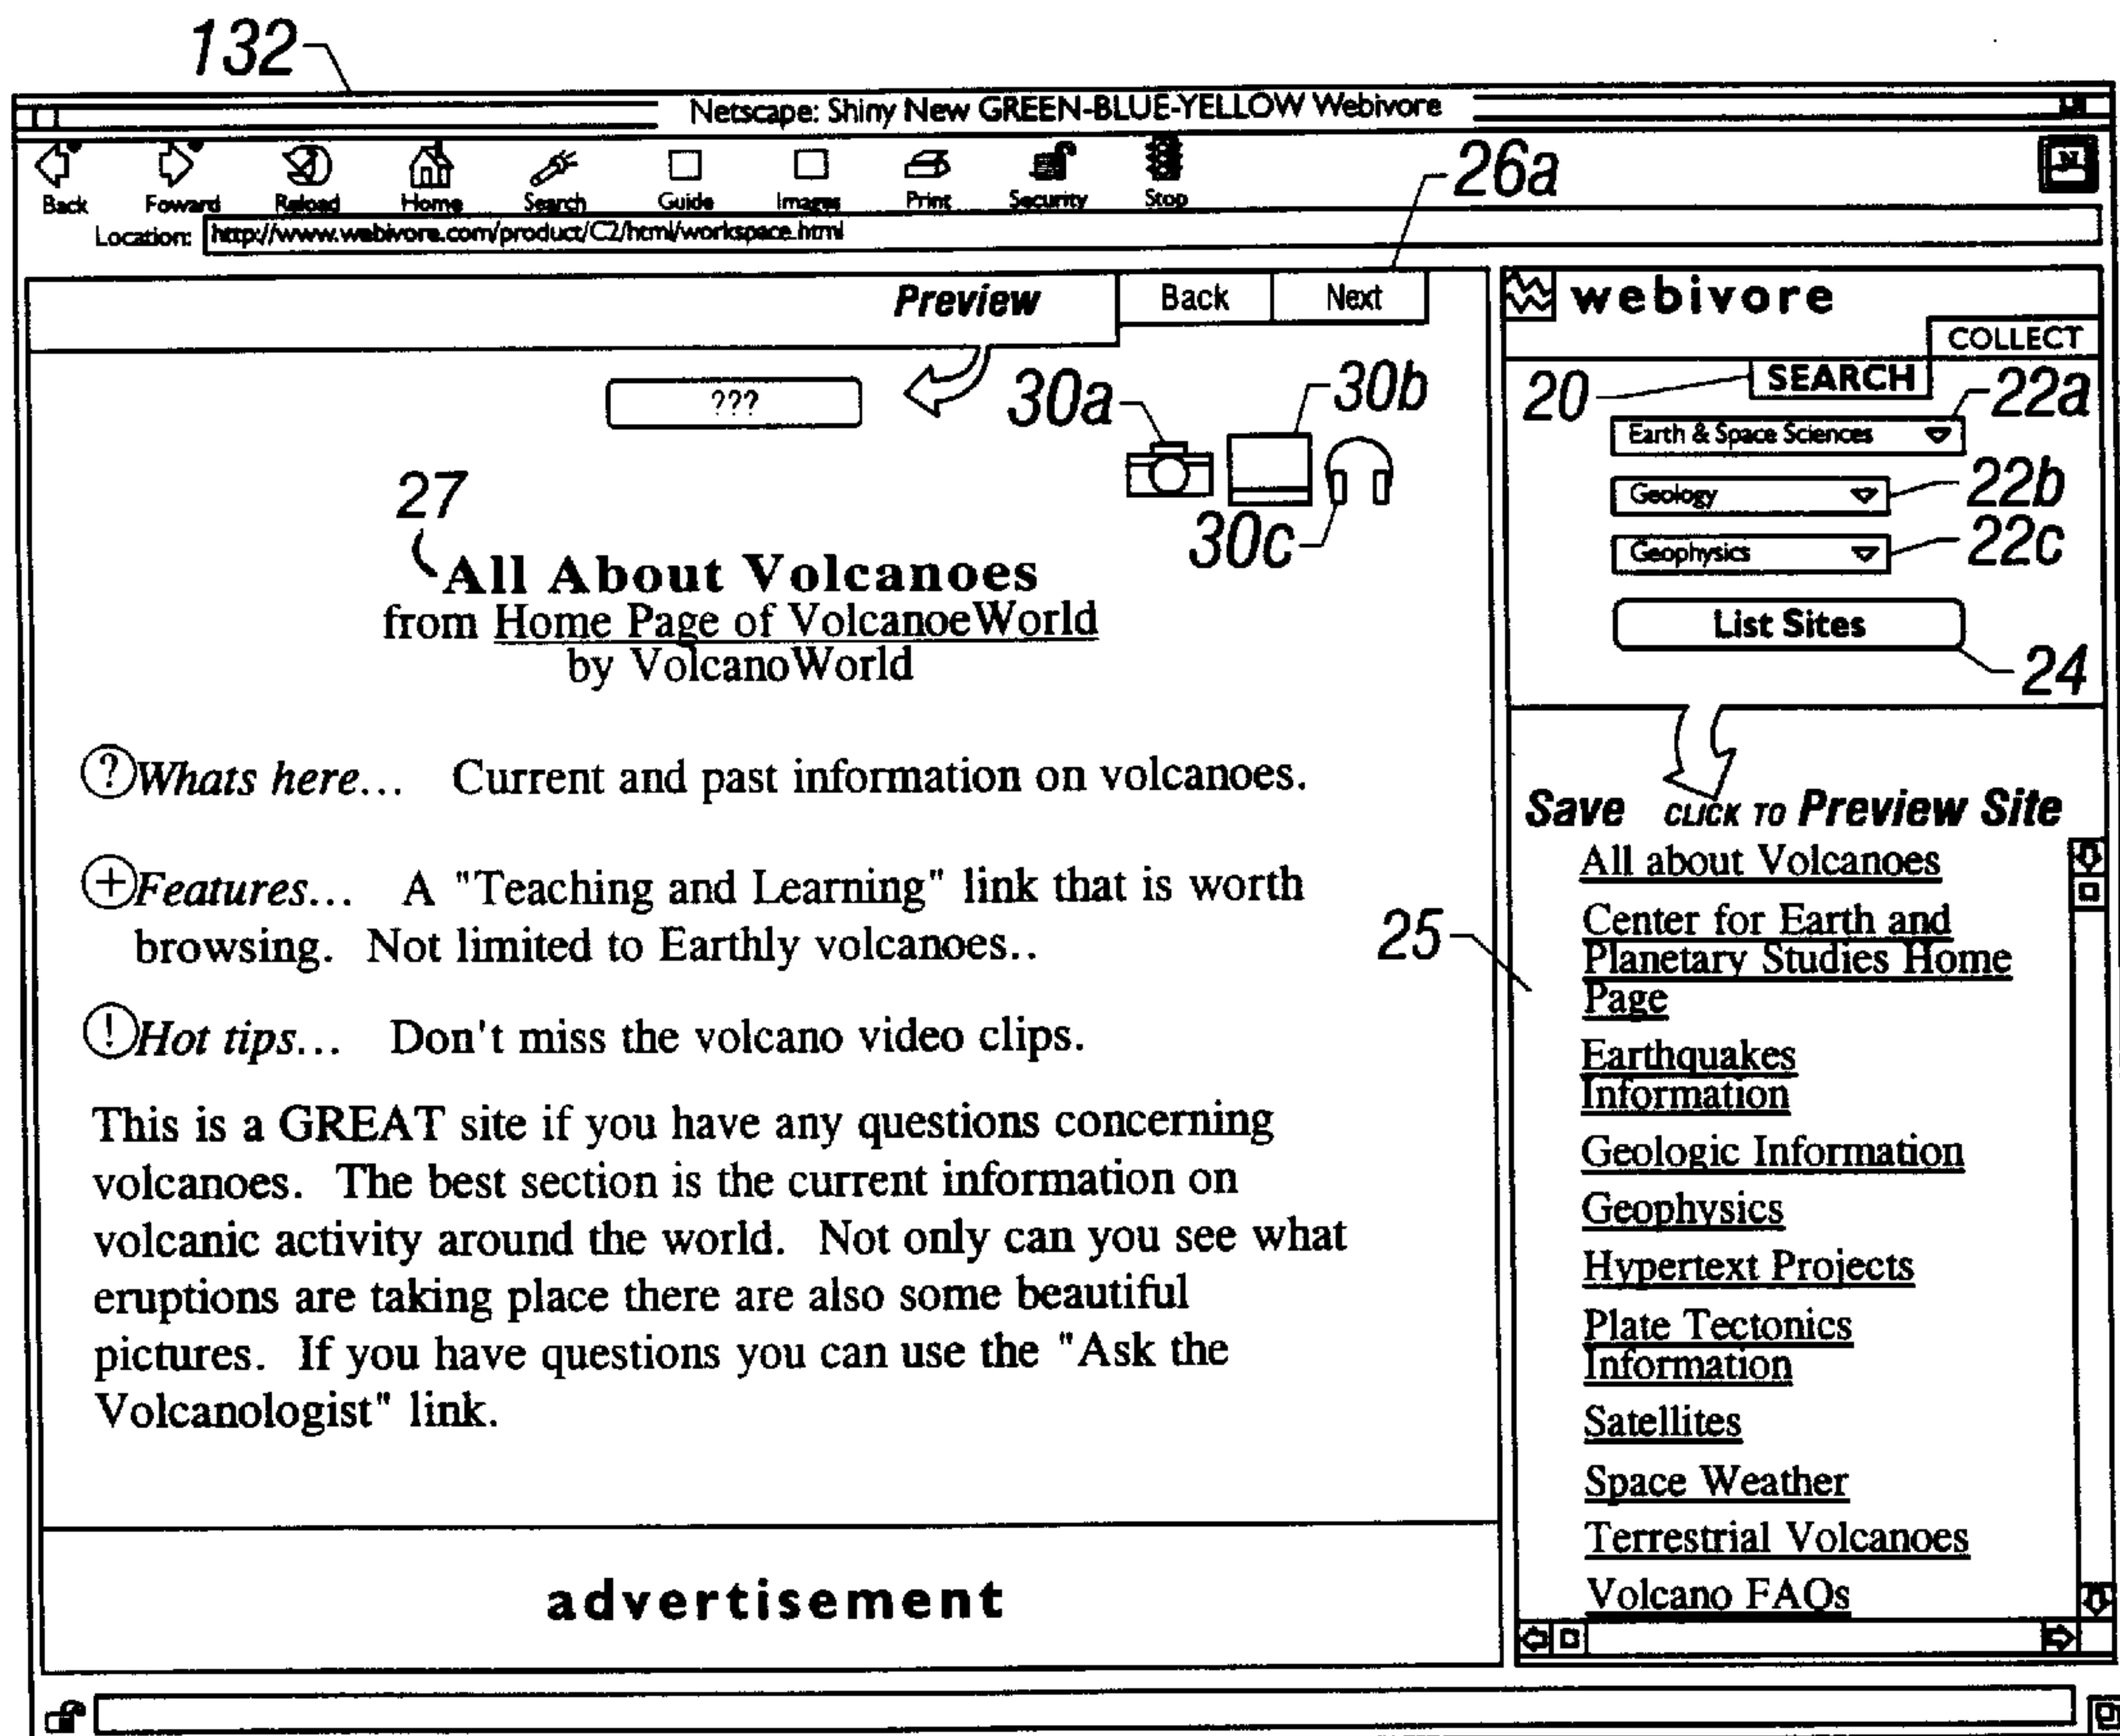 132
Netscape: Shiny New GREEN-BLUE-YELLOW Webivore
Back Foward Reload Home Search Guide Images Print Security Stop
N
26a
Location: http://www.webivore.com/product/C2/html/workspace.html
Preview Back Next
???
30a
30b
30c
27
All About Volcanoes
from Home Page of VolcanoeWorld
by VolcanoWorld
?Whats here... Current and past information on volcanoes.
+Features... A "Teaching and Learning" link that is worth
browsing. Not limited to Earthly volcanoes..
!Hot tips... Don't miss the volcano video clips.
This is a GREAT site if you have any questions concerning
volcanoes. The best section is the current information on
volcanic activity around the world. Not only can you see what
eruptions are taking place there are also some beautiful
pictures. If you have questions you can use the "Ask the
Volcanologist" link.
advertisement
webivore
COLLECT
20 SEARCH
22a
Earth & Space Sciences
Geology 22b
Geophysics 22c
List Sites
24
Save CLICK TO Preview Site
25
All about Volcanoes
Center for Earth and
Planetary Studies Home
Page
Earthquakes
Information
Geologic Information
Geophysics
Hypertext Projects
Plate Tectonics
Information
Satellites
Space Weather
Terrestrial Volcanoes
Volcano FAQs